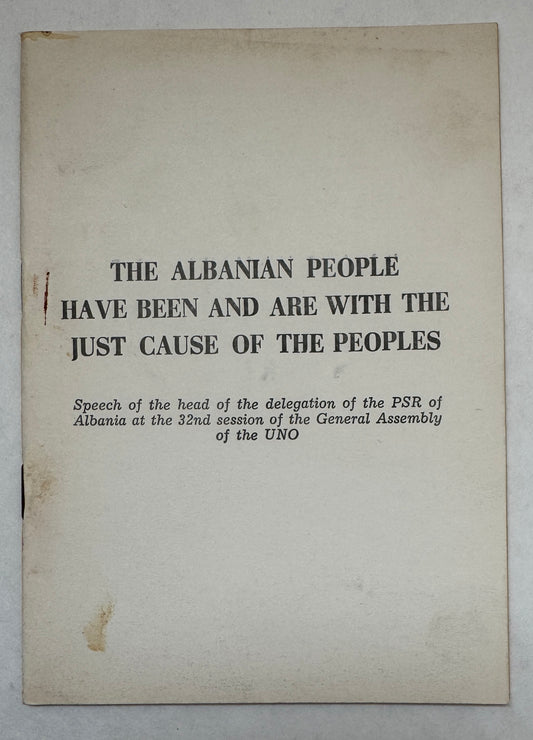 THE ALBANIAN PEOPLE
HAVE BEEN AND ARE WITH THE
JUST CAUSE OF THE PEOPLES
Speech of the head of the delegation of the PSR of
Albania at the 32nd session of the General Assembly
of the UNO